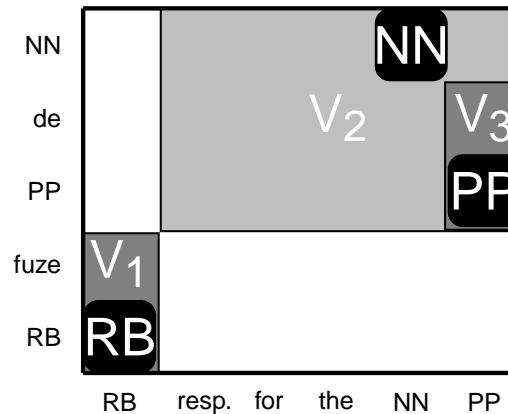 NN
NN
de
V2
V3
PP
PP
fuze
V1
RB
RB
RB resp. for the NN PP